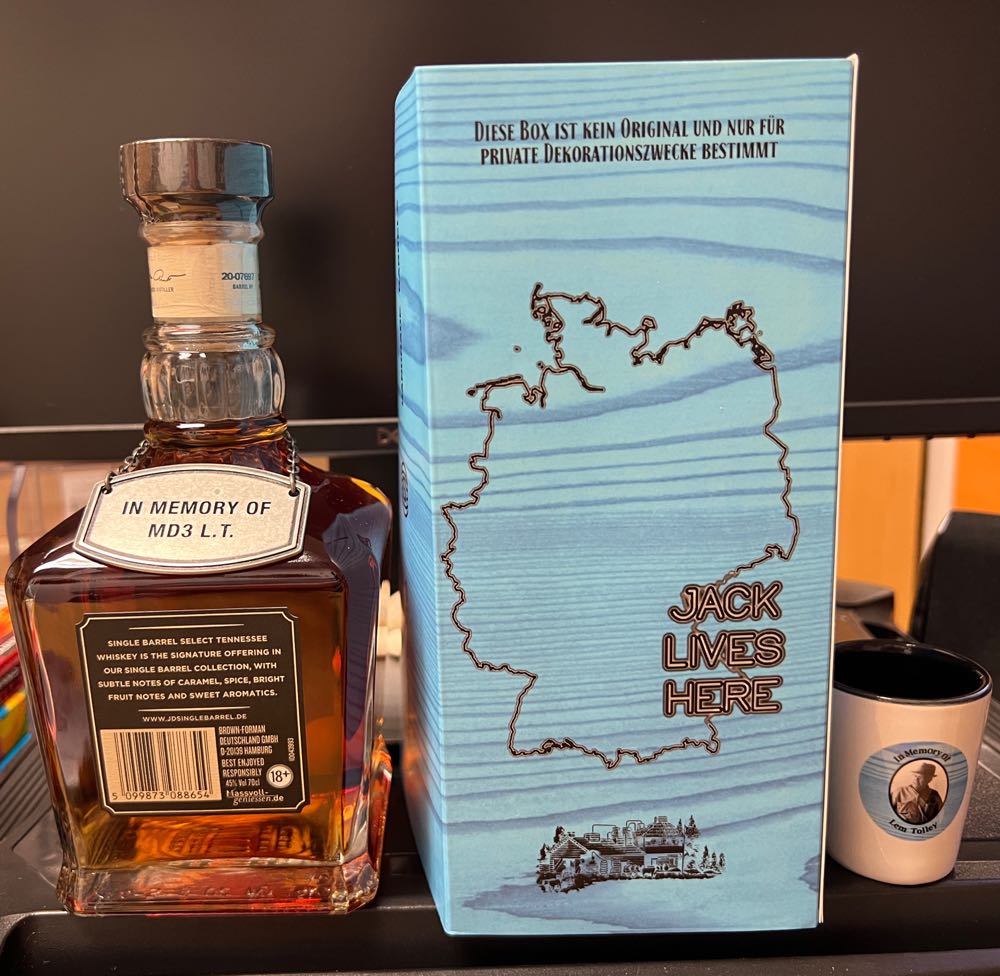 20-07697
BARREL Nº
IN MEMORY OF
MD3 L.T.
SINGLE BARREL SELECT TENNESSEE
WHISKEY IS THE SIGNATURE OFFERING IN
OUR SINGLE BARREL COLLECTION, WITH
SUBTLE NOTES OF CARAMEL, SPICE, BRIGHT
FRUIT NOTES AND SWEET AROMATICS.
WWW.JDSINGLEBARREL.DE
BROWN-FORMAN
DEUTSCHLAND GMBH
D-20139 HAMBURG
BEST ENJOYED
RESPONSIBLY
45% Vol 70cl
Massvoll-
geniessen.de
18+
5 099873 088654
DIESE BOX IST KEIN ORIGINAL UND NUR FÜR
PRIVATE DEKORATIONSZWECKE BESTIMMT
JACK
LIVES
HERE
In Memory of
Lem Tolley